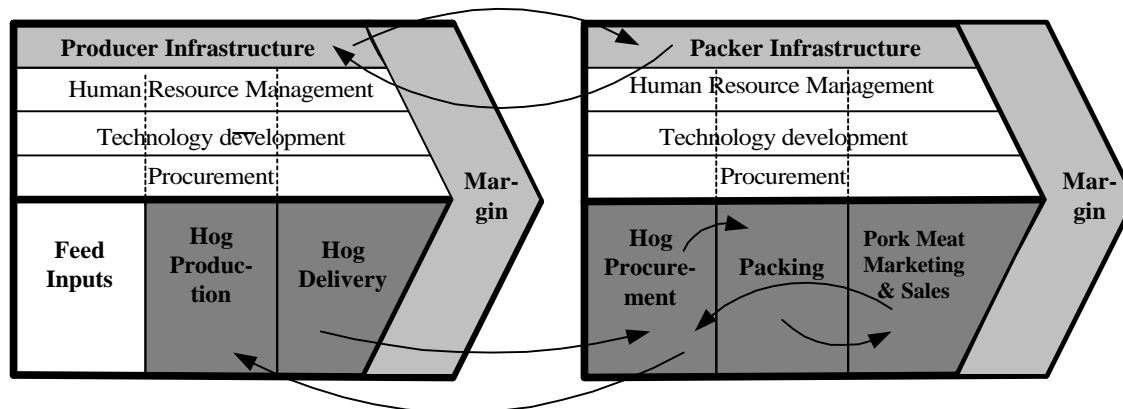 Producer Infrastructure
Human Resource Management
Technology development
Procurement
Mar-
gin
Feed
Inputs
Hog
Produc-
tion
Hog
Delivery
Packer Infrastructure
Human Resource Management
Technology development
Procurement
Mar-
gin
Hog
Procure-
ment
Packing
Pork Meat
Marketing
& Sales